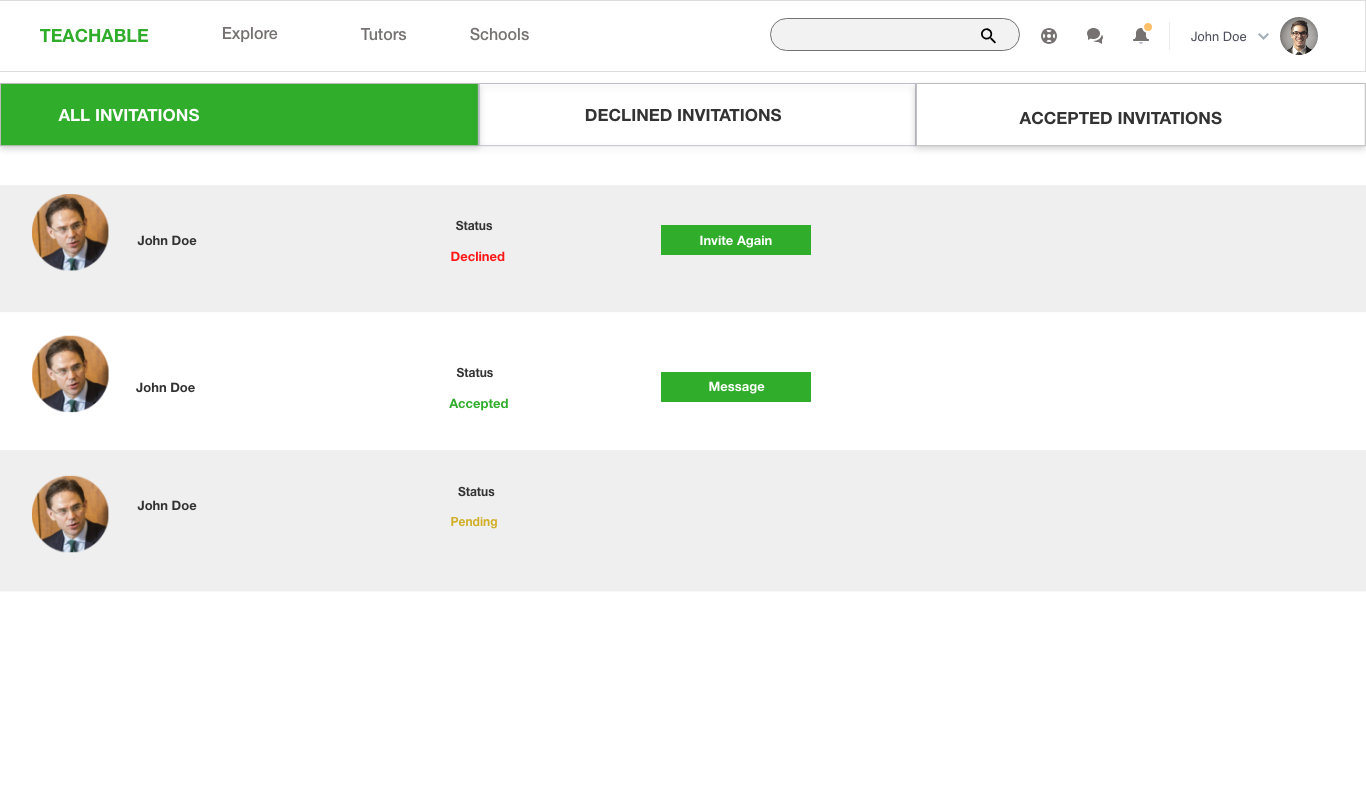 TEACHABLE
Explore
Tutors
Schools
John Doe
ALL INVITATIONS
DECLINED INVITATIONS
ACCEPTED INVITATIONS
John Doe
Status
Declined
Invite Again
John Doe
Status
Accepted
Message
John Doe
Status
Pending